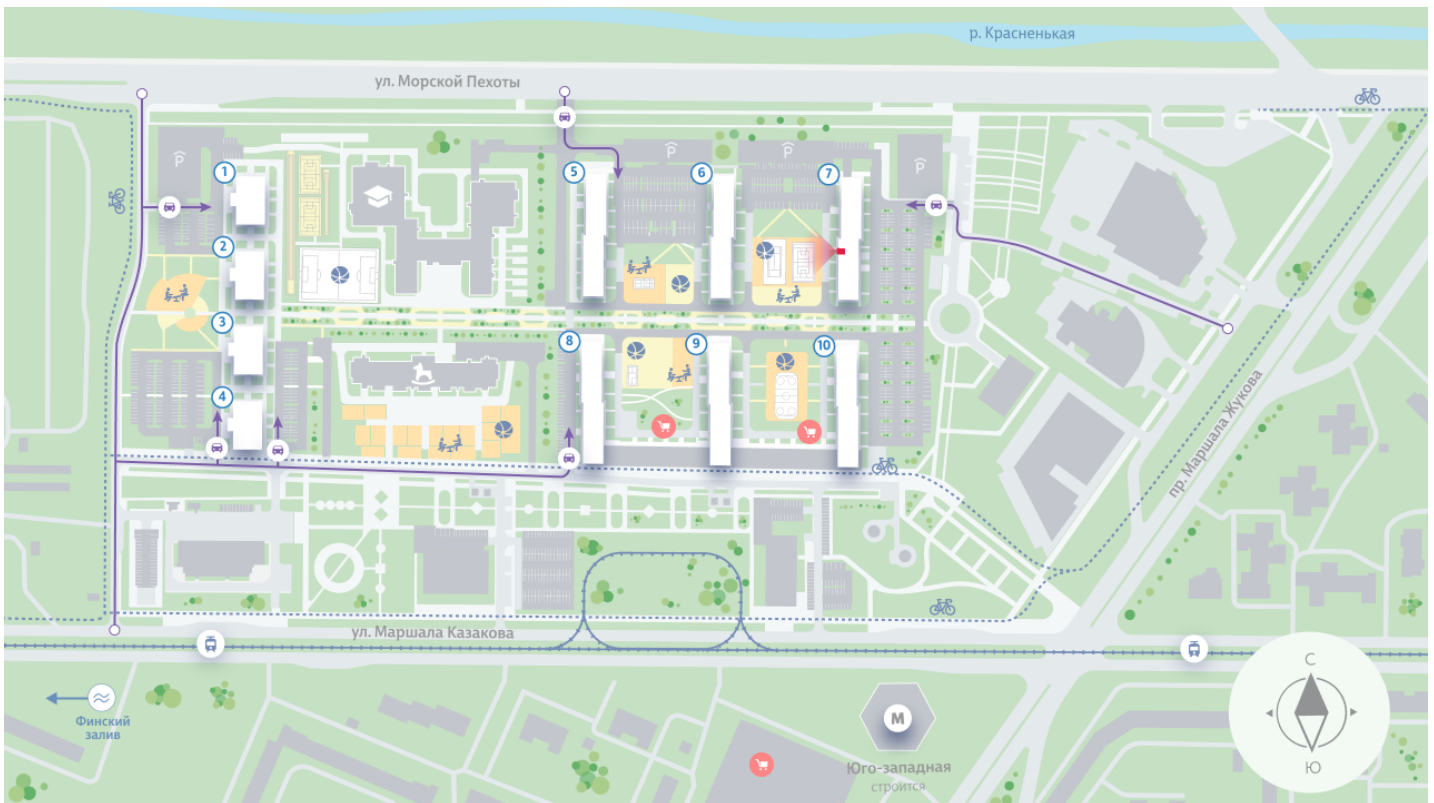 р. Красненькая
ул. Морской Пехоты
P
P
P
P
1
5
6
7
2
3
8
9
10
4
пр. Маршала Жукова
ул. Маршала Казакова
С
Финский
залив
М
Юго-западная
строится
Ю